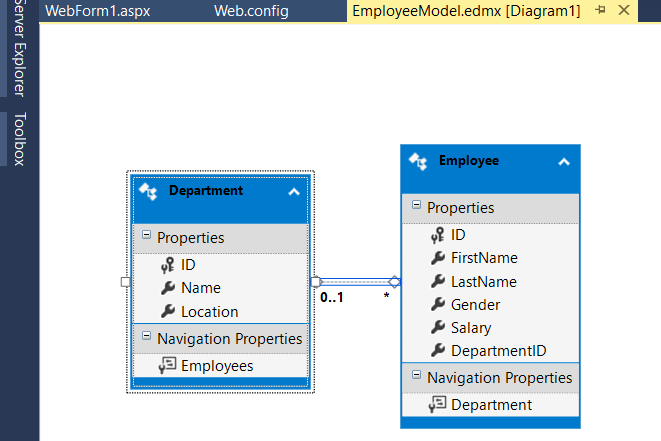 WebForm1.aspx Web.config EmployeeModel.edmx [Diagram1]
Server Explorer
Toolbox
Department
Properties
ID
Name
Location
Navigation Properties
Employees
0..1 *
Employee
Properties
ID
FirstName
LastName
Gender
Salary
DepartmentID
Navigation Properties
Department